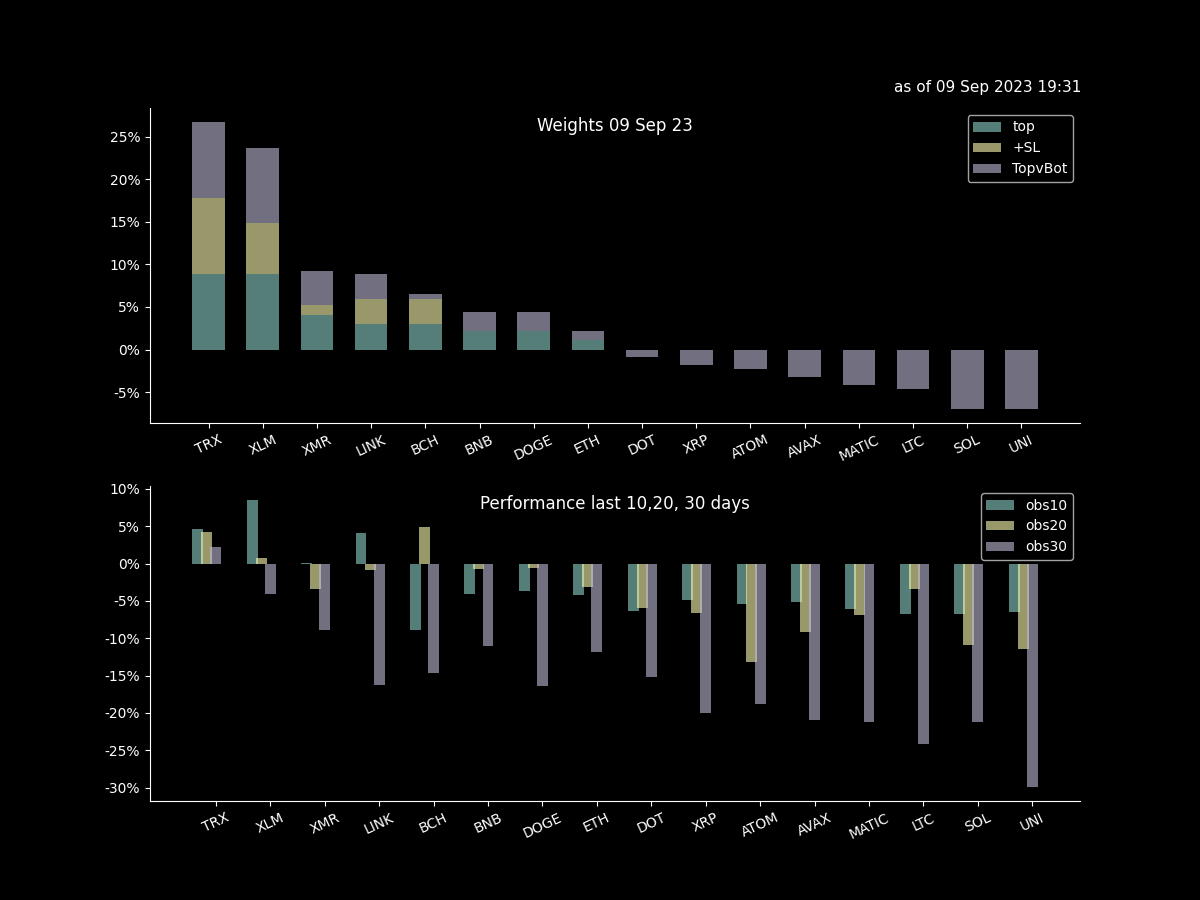 as of 09 Sep 2023 19:31
Weights 09 Sep 23
top
+SL
TopvBot
25%
20%
15%
10%
5%
0%
-5%
TRX XLM XMR LINK BCH BNB DOGE ETH DOT XRP ATOM AVAX MATIC LTC SOL UNI
Performance last 10,20, 30 days
obs10
obs20
obs30
10%
5%
0%
-5%
-10%
-15%
-20%
-25%
-30%
TRX XLM XMR LINK BCH BNB DOGE ETH DOT XRP ATOM AVAX MATIC LTC SOL UNI